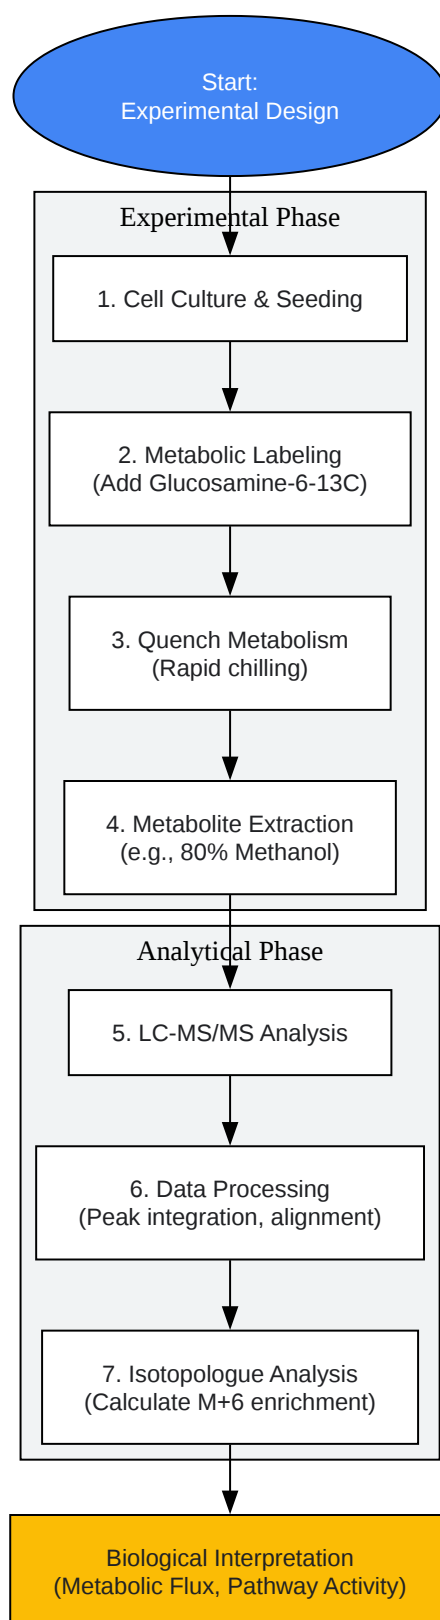 Start:
Experimental Design
Experimental Phase
1. Cell Culture & Seeding
2. Metabolic Labeling
(Add Glucosamine-6-13C)
3. Quench Metabolism
(Rapid chilling)
4. Metabolite Extraction
(e.g., 80% Methanol)
Analytical Phase
5. LC-MS/MS Analysis
6. Data Processing
(Peak integration, alignment)
7. Isotopologue Analysis
(Calculate M+6 enrichment)
Biological Interpretation
(Metabolic Flux, Pathway Activity)